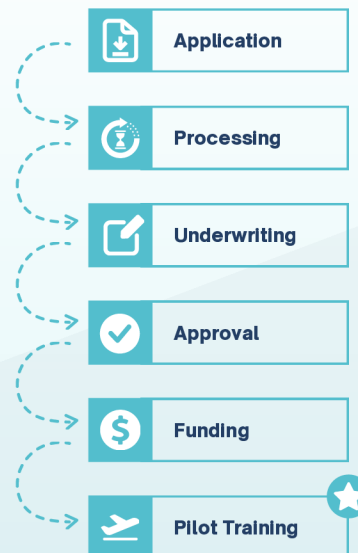 Application
Processing
Underwriting
Approval
Funding
Pilot Training